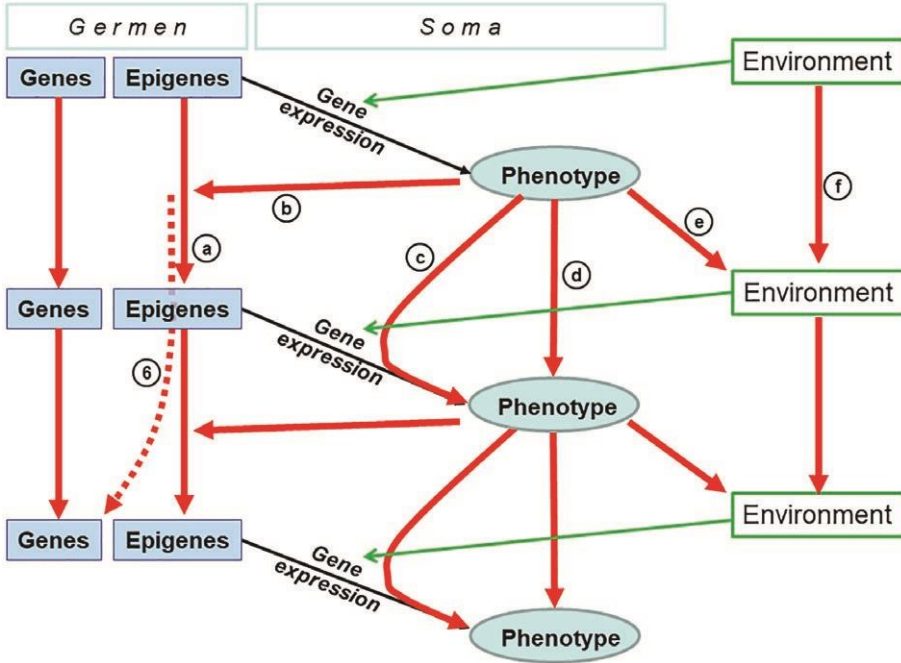 Germen
Soma
Genes
Epigenes
Environment
Gene
expression
Phenotype
b
a
c
d
e
f
Genes
Epigenes
Environment
Gene
expression
6
Phenotype
Genes
Epigenes
Environment
Gene
expression
Phenotype